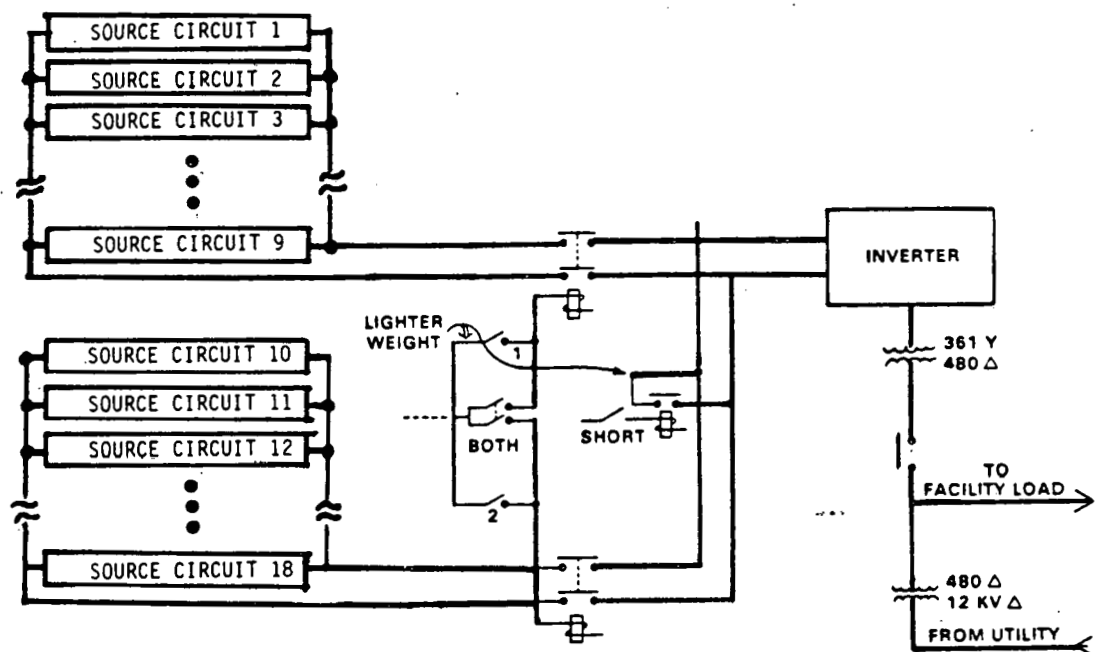 SOURCE CIRCUIT 1
SOURCE CIRCUIT 2
SOURCE CIRCUIT 3
SOURCE CIRCUIT 9
INVERTER
LIGHTER
WEIGHT
1
361 Y
480 Δ
SOURCE CIRCUIT 10
SOURCE CIRCUIT 11
SOURCE CIRCUIT 12
BOTH
SHORT
2
TO
FACILITY LOAD
SOURCE CIRCUIT 18
480 Δ
12 KV Δ
FROM UTILITY